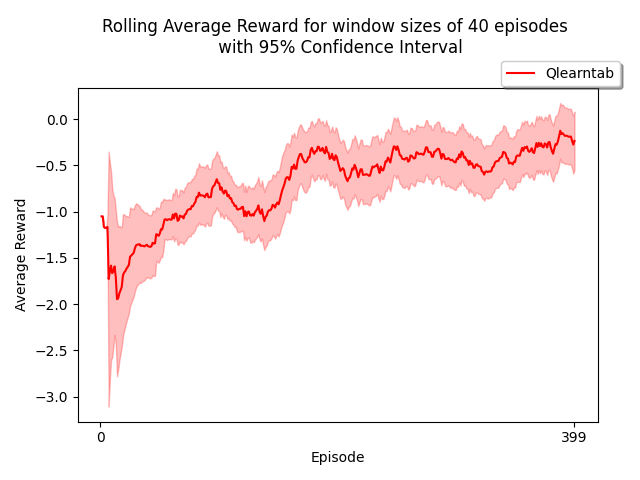 Rolling Average Reward for window sizes of 40 episodes
with 95% Confidence Interval
Qlearntab
0.0
−0.5
−1.0
−1.5
−2.0
−2.5
−3.0
Average Reward
0
399
Episode